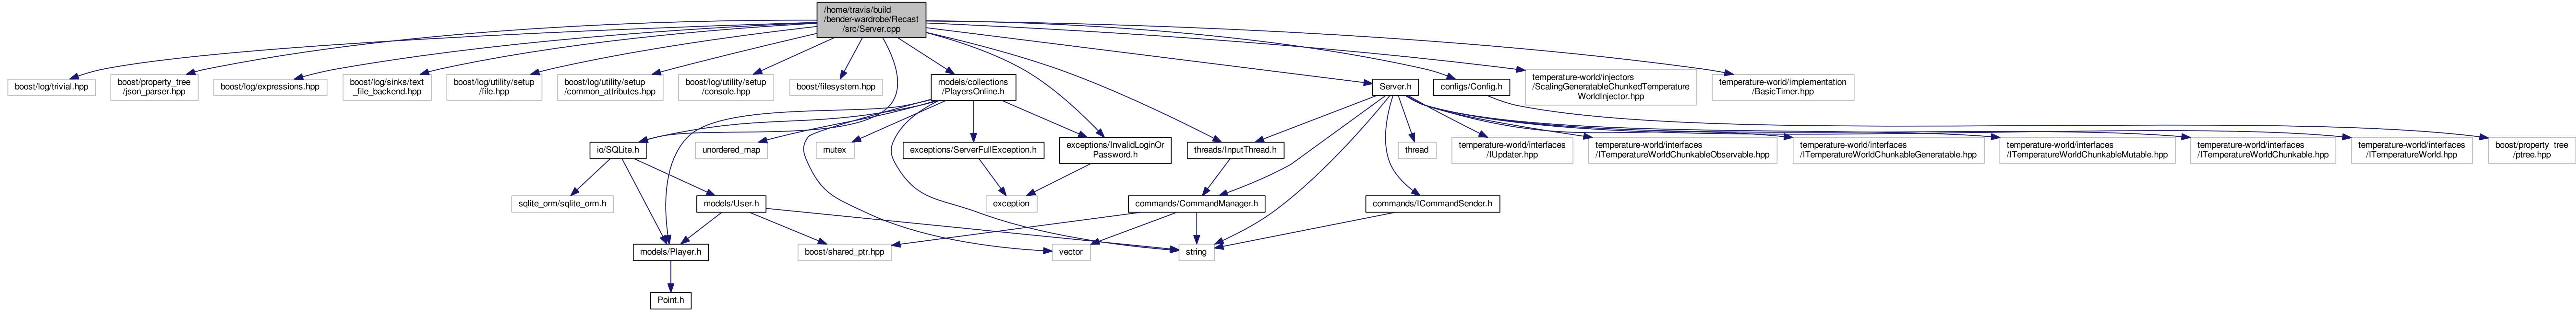 /home/travis/build
/bender-wardrobe/Recast
/src/Server.cpp
boost/log/trivial.hpp
boost/property_tree
/json_parser.hpp
boost/log/expressions.hpp
boost/log/sinks/text
_file_backend.hpp
boost/log/utility/setup
/file.hpp
boost/log/utility/setup
/common_attributes.hpp
boost/log/utility/setup
/console.hpp
boost/filesystem.hpp
models/collections
/PlayersOnline.h
Server.h
configs/Config.h
temperature-world/injectors
/ScalingGeneratableChunkedTemperature
WorldInjector.hpp
temperature-world/implementation
/BasicTimer.hpp
io/SQLite.h
unordered_map
mutex
exceptions/ServerFullException.h
exceptions/InvalidLoginOr
Password.h
threads/InputThread.h
thread
temperature-world/interfaces
/IUpdater.hpp
temperature-world/interfaces
/ITemperatureWorldChunkableObservable.hpp
temperature-world/interfaces
/ITemperatureWorldChunkableGeneratable.hpp
temperature-world/interfaces
/ITemperatureWorldChunkableMutable.hpp
temperature-world/interfaces
/ITemperatureWorldChunkable.hpp
temperature-world/interfaces
/ITemperatureWorld.hpp
boost/property_tree
/ptree.hpp
sqlite_orm/sqlite_orm.h
models/User.h
exception
commands/CommandManager.h
commands/ICommandSender.h
models/Player.h
boost/shared_ptr.hpp
vector
string
Point.h